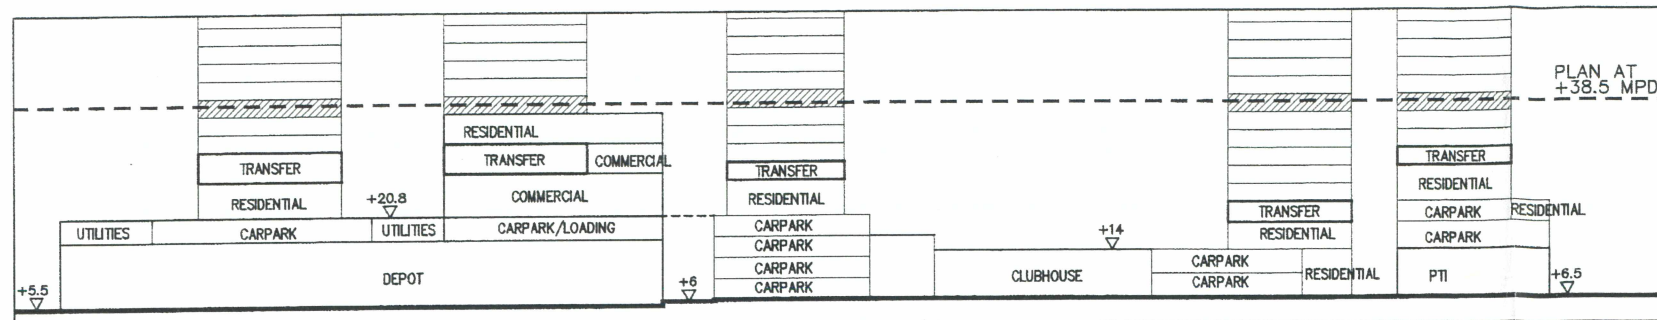 PLAN AT
+38.5 MPD
RESIDENTIAL
TRANSFER
TRANSFER
COMMERCIAL
TRANSFER
TRANSFER
RESIDENTIAL
+20.8
COMMERCIAL
RESIDENTIAL
RESIDENTIAL
TRANSFER
CARPARK
RESIDENTIAL
UTILITIES
CARPARK
UTILITIES
CARPARK/LOADING
CARPARK
+14
RESIDENTIAL
CARPARK
CARPARK
DEPOT
CARPARK
CLUBHOUSE
CARPARK
RESIDENTIAL
PTI
+5.5
+6
CARPARK
CARPARK
+6.5